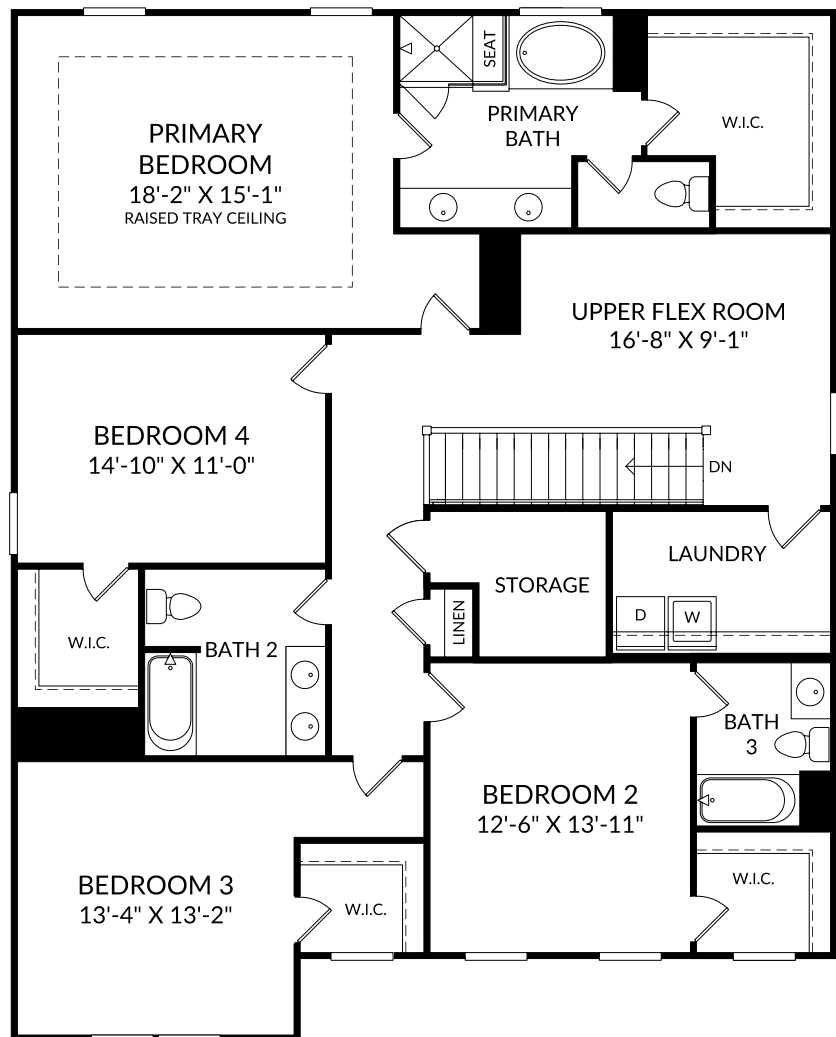 SEAT
PRIMARY
BATH
W.I.C.
PRIMARY
BEDROOM
18'-2" X 15'-1"
RAISED TRAY CEILING
UPPER FLEX ROOM
16'-8" X 9'-1"
BEDROOM 4
14'-10" X 11'-0"
DN
LAUNDRY
STORAGE
D
W
LINEN
W.I.C.
BATH 2
BATH
3
BEDROOM 2
12'-6" X 13'-11"
BEDROOM 3
13'-4" X 13'-2"
W.I.C.
W.I.C.